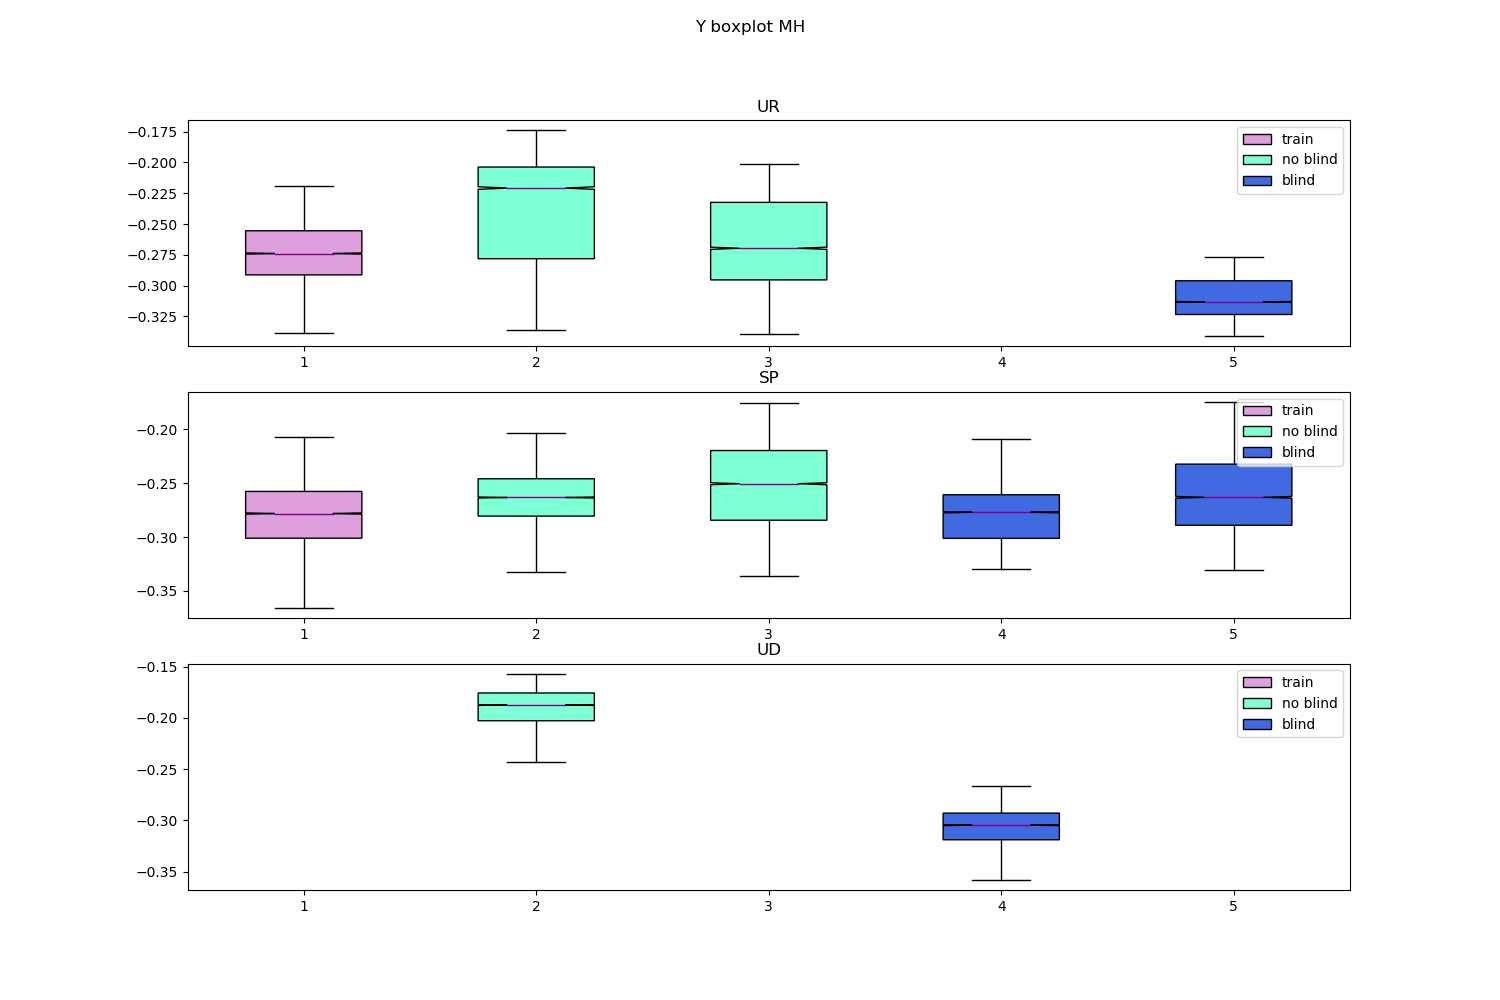 Y boxplot MH
UR
−0.175
−0.200
−0.225
−0.250
−0.275
−0.300
−0.325
train
no blind
blind
1 2 3 4 5
SP
−0.20
−0.25
−0.30
−0.35
train
no blind
blind
1 2 3 4 5
UD
−0.15
−0.20
−0.25
−0.30
−0.35
train
no blind
blind
1 2 3 4 5